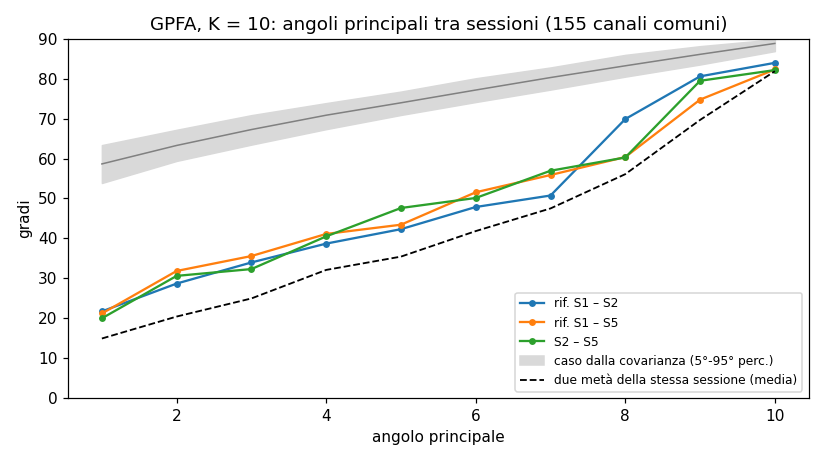 GPFA, K = 10: angoli principali tra sessioni (155 canali comuni)
90
80
70
60
50
40
30
20
10
0
gradi
2
4
6
8
10
angolo principale
rif. S1 – S2
rif. S1 – S5
S2 – S5
caso dalla covarianza (5°-95° perc.)
due metà della stessa sessione (media)